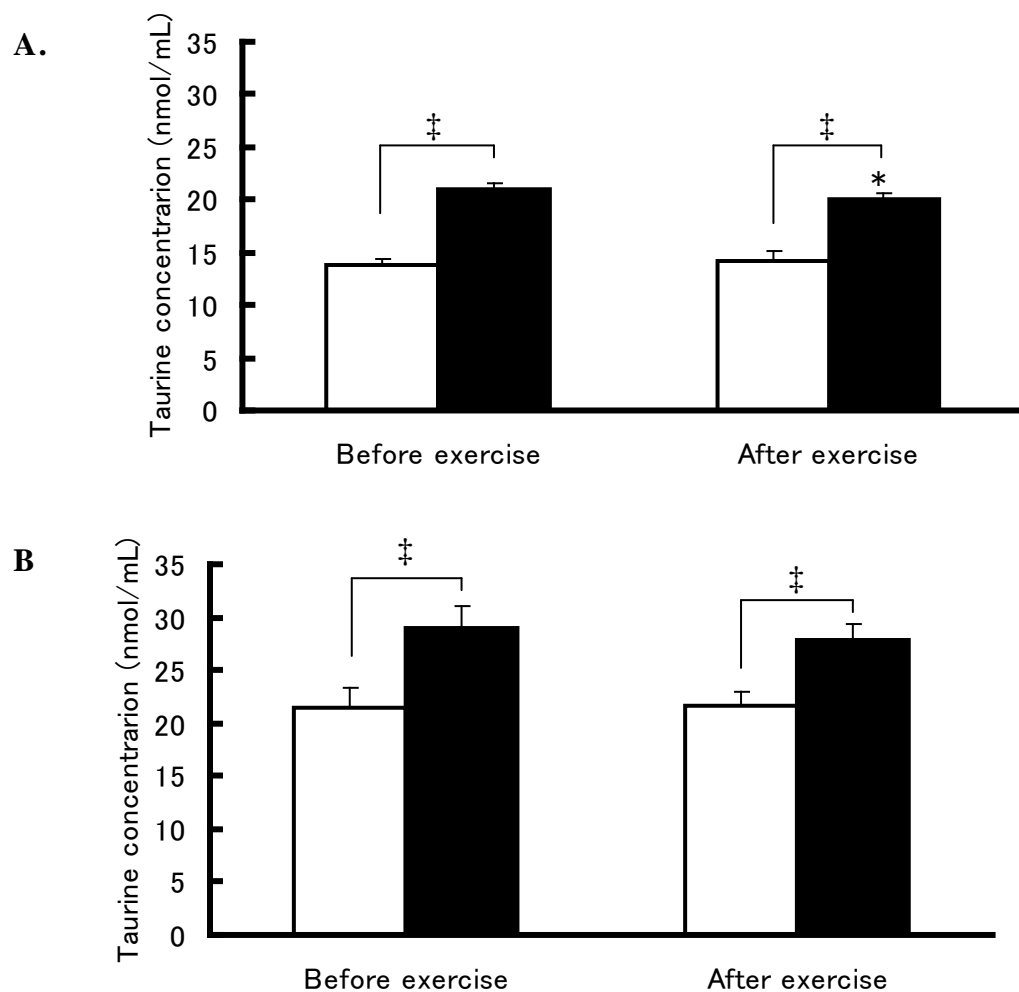 A.
Taurine concentrarion (nmol/mL)
35
30
25
20
15
10
5
0
‡
‡
*
Before exercise
After exercise
B
Taurine concentrarion (nmol/mL)
35
30
25
20
15
10
5
0
‡
‡
Before exercise
After exercise